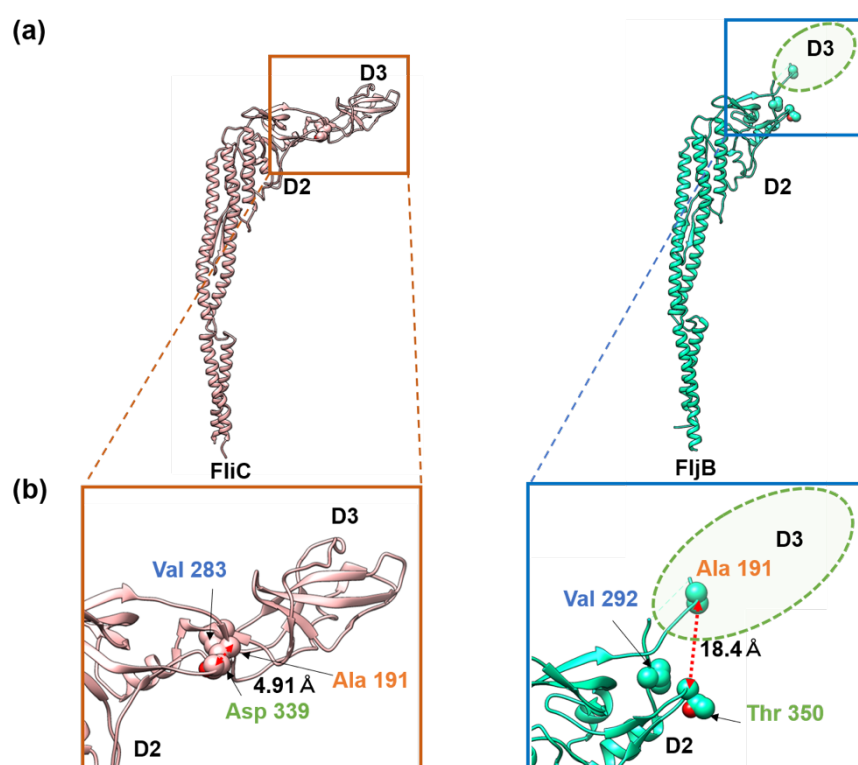 (a)
D3
D2
FliC
D3
D2
FljB
(b)
D3
Val 283
4.91 Å
Ala 191
Asp 339
D2
D3
Ala 191
Val 292
18.4 Å
Thr 350
D2